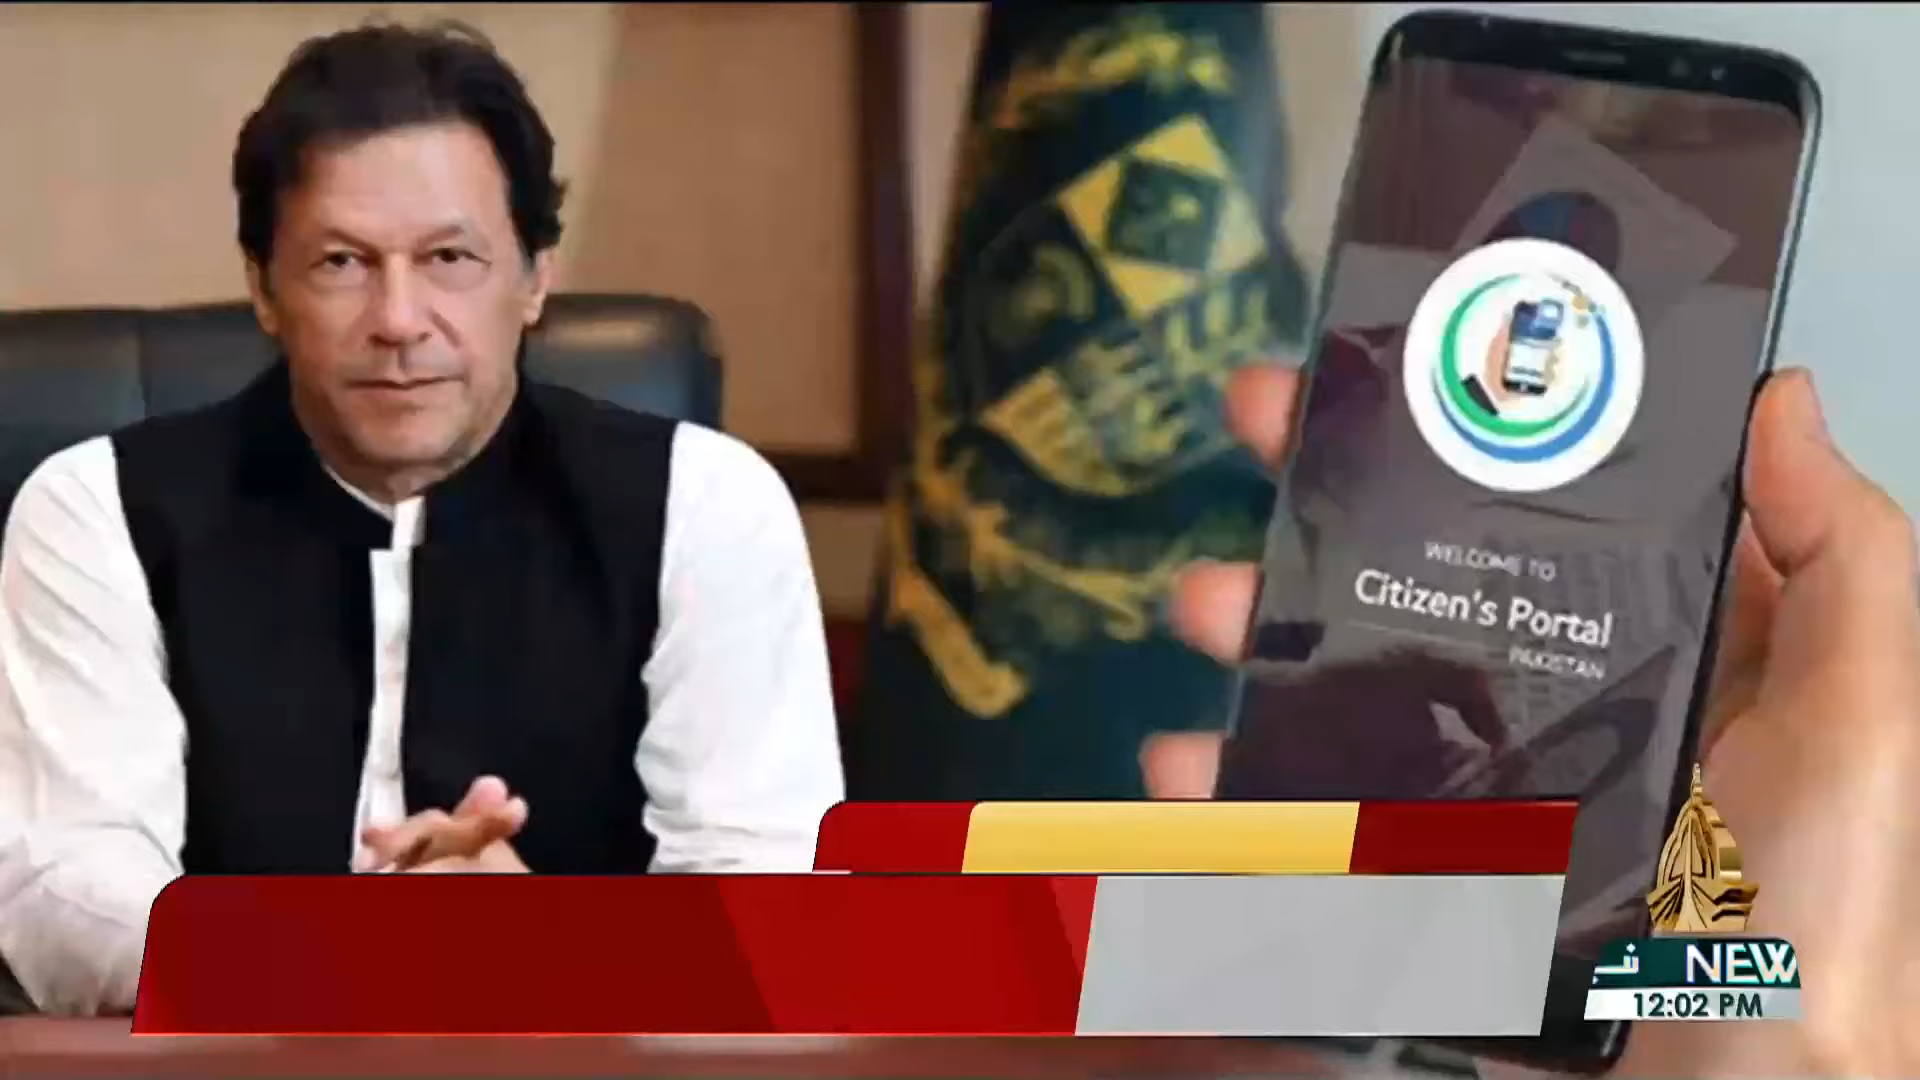 WELCOME TO
Citizen's Portal
PAKISTAN
NEW
12:02 PM